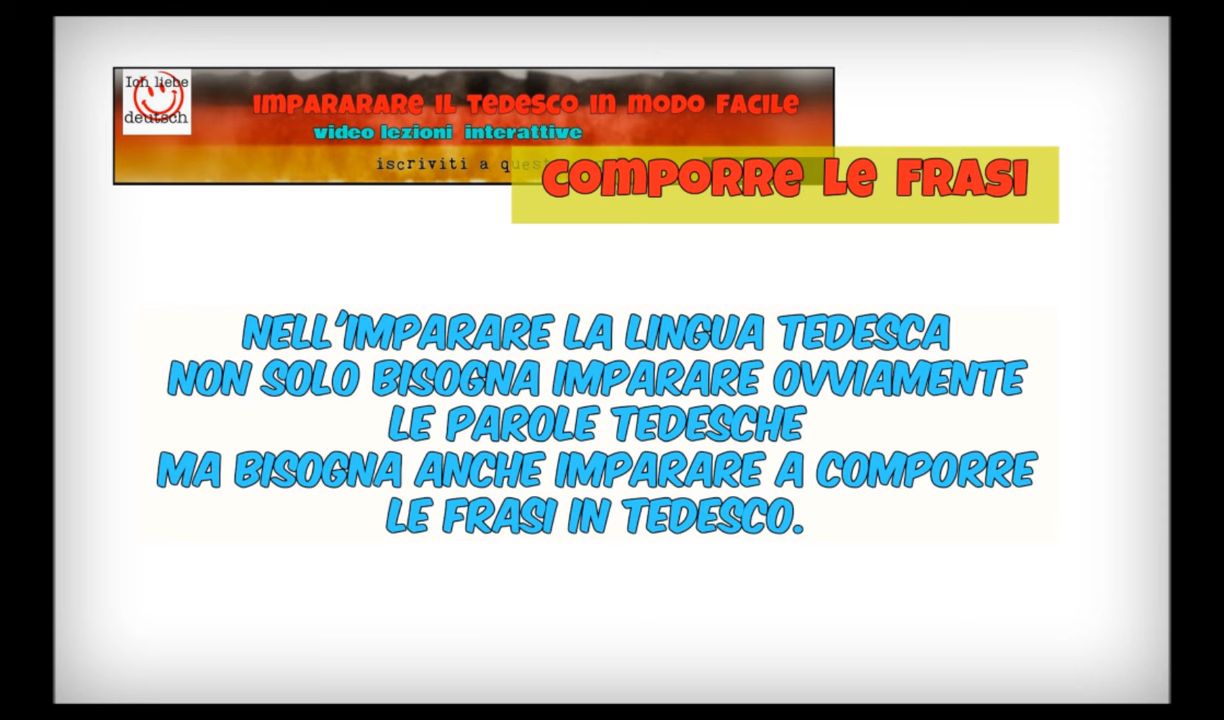 Ich liebe
deutsch
IMPARARARE IL TEDESCO IN MODO FACILE
video lezioni interattive
iscriviti a
COMPORRE LE FRASI
NELL'IMPARARE LA LINGUA TEDESCA
NON SOLO BISOGNA IMPARARE OVVIAMENTE
LE PAROLE TEDESCHE
MA BISOGNA ANCHE IMPARARE A COMPORRE
LE FRASI IN TEDESCO.